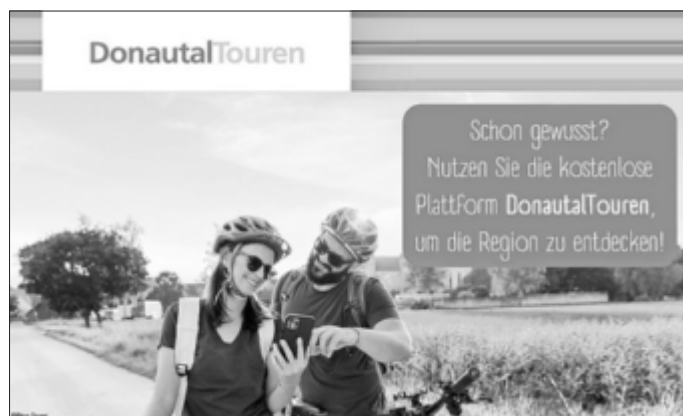 DonautalTouren
Schon gewusst?
Nutzen Sie die kostenlose
Plattform DonautalTouren,
um die Region zu entdecken!